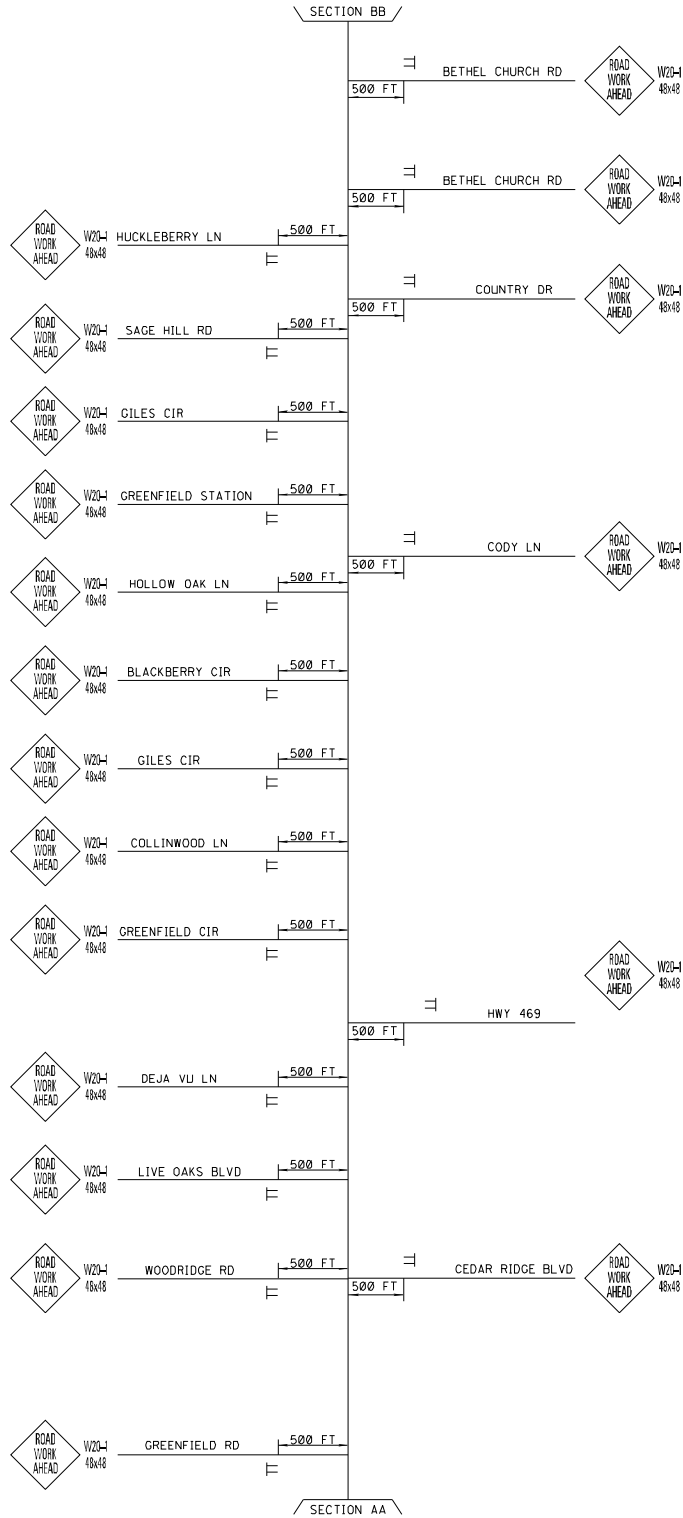 SECTION BB
BETHEL CHURCH RD
500 FT
ROAD
WORK
AHEAD
W20-1
48x48
BETHEL CHURCH RD
500 FT
ROAD
WORK
AHEAD
W20-1
48x48
ROAD
WORK
AHEAD
W20-1
48x48
HUCKLEBERRY LN
500 FT
COUNTRY DR
500 FT
ROAD
WORK
AHEAD
W20-1
48x48
ROAD
WORK
AHEAD
W20-1
48x48
SAGE HILL RD
500 FT
ROAD
WORK
AHEAD
W20-1
48x48
GILES CIR
500 FT
ROAD
WORK
AHEAD
W20-1
48x48
GREENFIELD STATION
500 FT
CODY LN
500 FT
ROAD
WORK
AHEAD
W20-1
48x48
ROAD
WORK
AHEAD
W20-1
48x48
HOLLOW OAK LN
500 FT
ROAD
WORK
AHEAD
W20-1
48x48
BLACKBERRY CIR
500 FT
ROAD
WORK
AHEAD
W20-1
48x48
GILES CIR
500 FT
ROAD
WORK
AHEAD
W20-1
48x48
COLLINWOOD LN
500 FT
ROAD
WORK
AHEAD
W20-1
48x48
GREENFIELD CIR
500 FT
HWY 469
500 FT
ROAD
WORK
AHEAD
W20-1
48x48
ROAD
WORK
AHEAD
W20-1
48x48
DEJA VU LN
500 FT
ROAD
WORK
AHEAD
W20-1
48x48
LIVE OAKS BLVD
500 FT
ROAD
WORK
AHEAD
W20-1
48x48
WOODRIDGE RD
500 FT
CEDAR RIDGE BLVD
500 FT
ROAD
WORK
AHEAD
W20-1
48x48
ROAD
WORK
AHEAD
W20-1
48x48
GREENFIELD RD
500 FT
SECTION AA